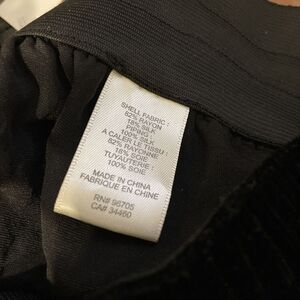 SHELL FABRIC :
82% RAYON
18% SILK
PIPING :
100% SILK
A CALER LE TISSU :
82% RAYONNE
18% SOIE
TUYAUTERIE :
100% SOIE
MADE IN CHINA
FABRIQUE EN CHINE
RN# 96705
CA# 34460